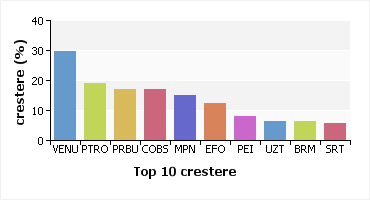 crestere (%)
40
30
20
10
0
VENU PTRO PRBU COBS MPN EFO PEI UZT BRM SRT
Top 10 crestere